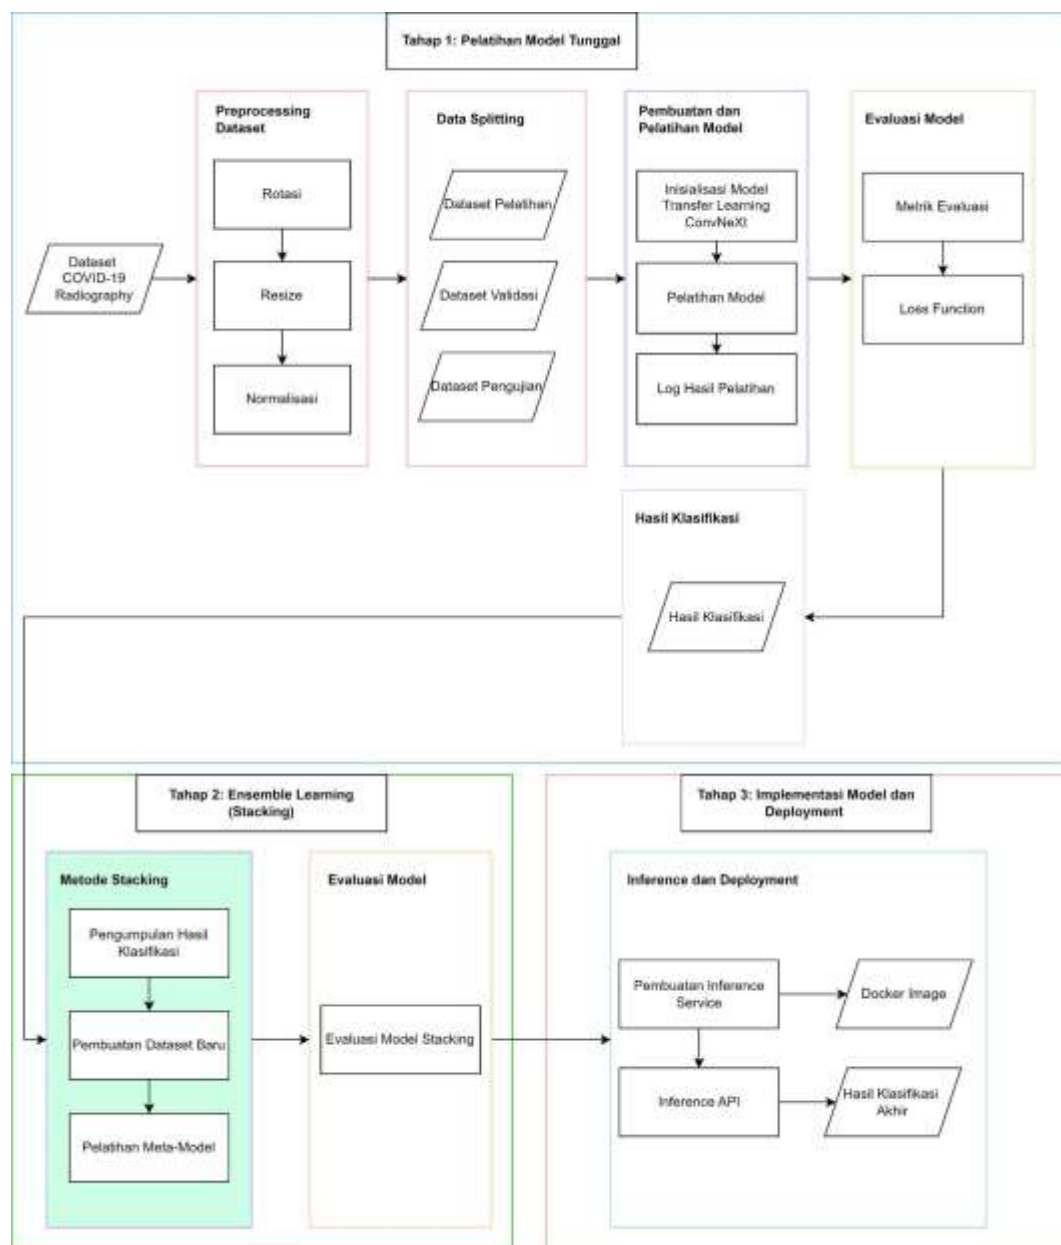 Tahap 1: Pelatihan Model Tunggal
Preprocessing
Dataset
Rotasi
Resize
Normalisasi
Dataset
COVID-19
Radiography
Data Splitting
Dataset Pelatihan
Dataset Validasi
Dataset Pengujian
Pembuatan dan
Pelatihan Model
Inisialisasi Model
Transfer Learning
ConvNeXt
Pelatihan Model
Log Hasil Pelatihan
Evaluasi Model
Metrik Evaluasi
Loss Function
Hasil Klasifikasi
Hasil Klasifikasi
Tahap 2: Ensemble Learning
(Stacking)
Metode Stacking
Pengumpulan Hasil
Klasifikasi
Pembuatan Dataset Baru
Pelatihan Meta-Model
Evaluasi Model
Evaluasi Model Stacking
Tahap 3: Implementasi Model dan
Deployment
Inference dan Deployment
Pembuatan Inference
Service
Docker Image
Inference API
Hasil Klasifikasi
Akhir